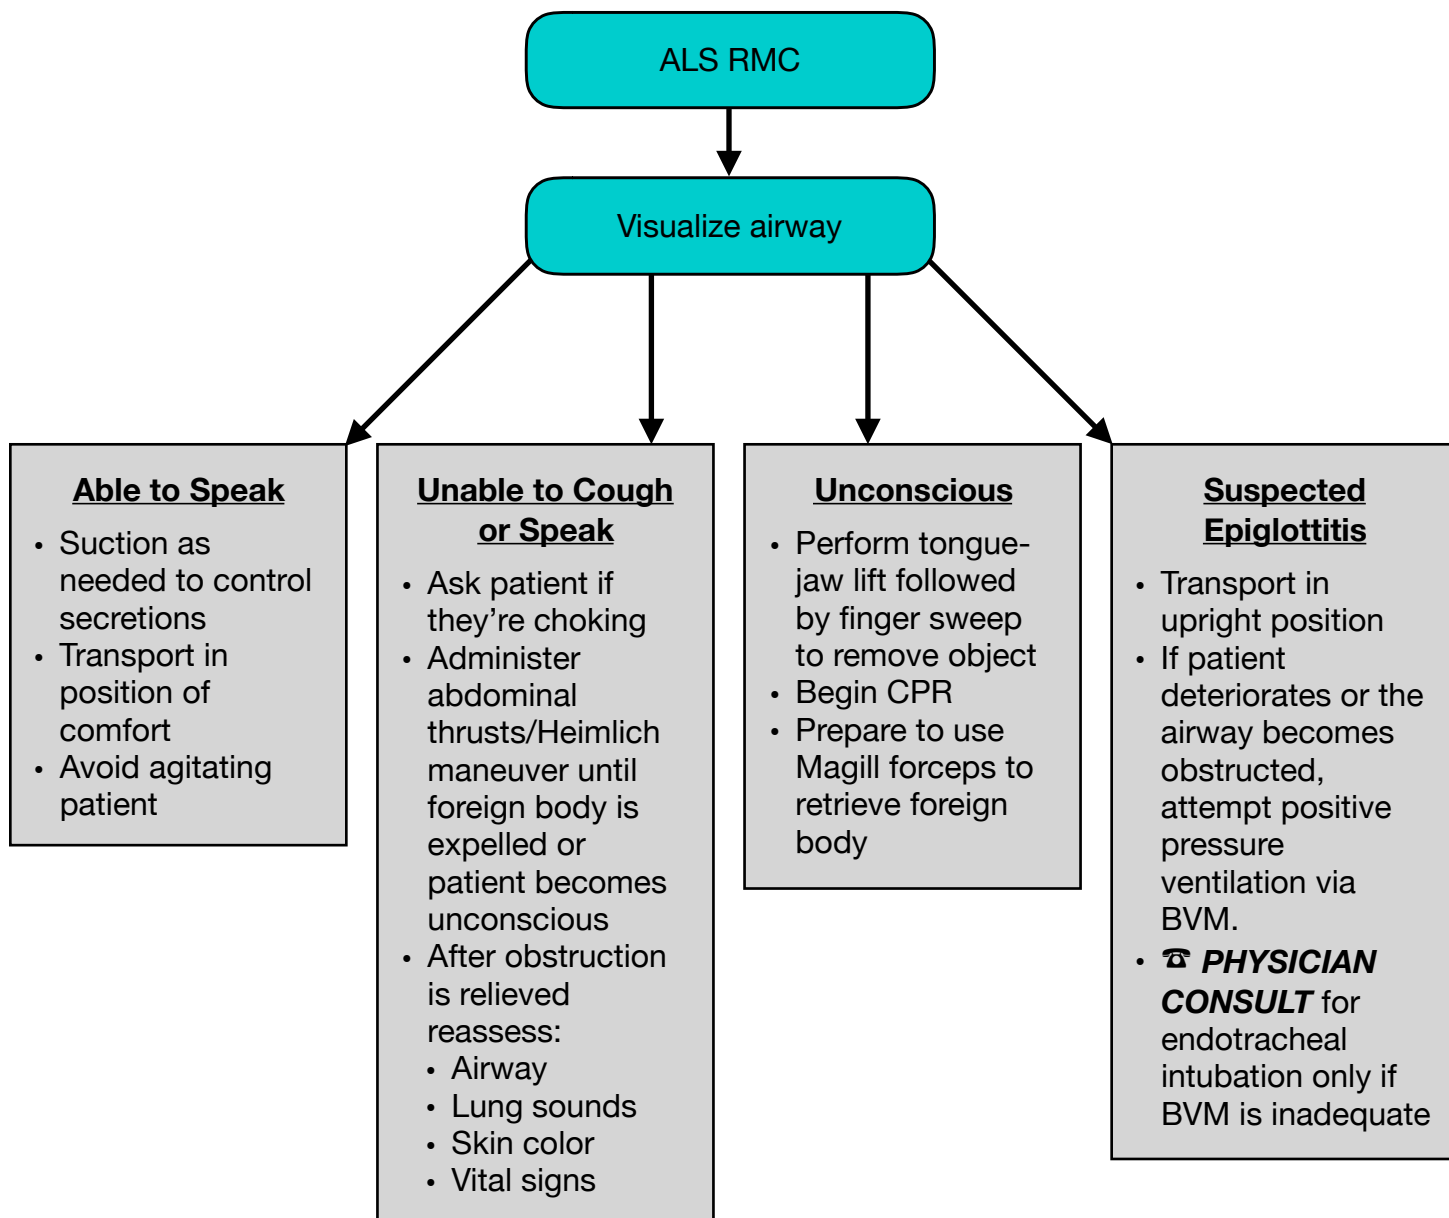 ALS RMC
Visualize airway
Able to Speak
• Suction as
needed to control
secretions
• Transport in
position of
comfort
• Avoid agitating
patient
Unable to Cough
or Speak
• Ask patient if
they're choking
• Administer
abdominal
thrusts/Heimlich
maneuver until
foreign body is
expelled or
patient becomes
unconscious
• After obstruction
is relieved
reassess:
• Airway
• Lung sounds
• Skin color
• Vital signs
Unconscious
• Perform tongue-
jaw lift followed
by finger sweep
to remove object
• Begin CPR
• Prepare to use
Magill forceps to
retrieve foreign
body
Suspected
Epiglottitis
• Transport in
upright position
• If patient
deteriorates or the
airway becomes
obstructed,
attempt positive
pressure
ventilation via
BVM.
• ☎ PHYSICIAN
CONSULT for
endotracheal
intubation only if
BVM is inadequate